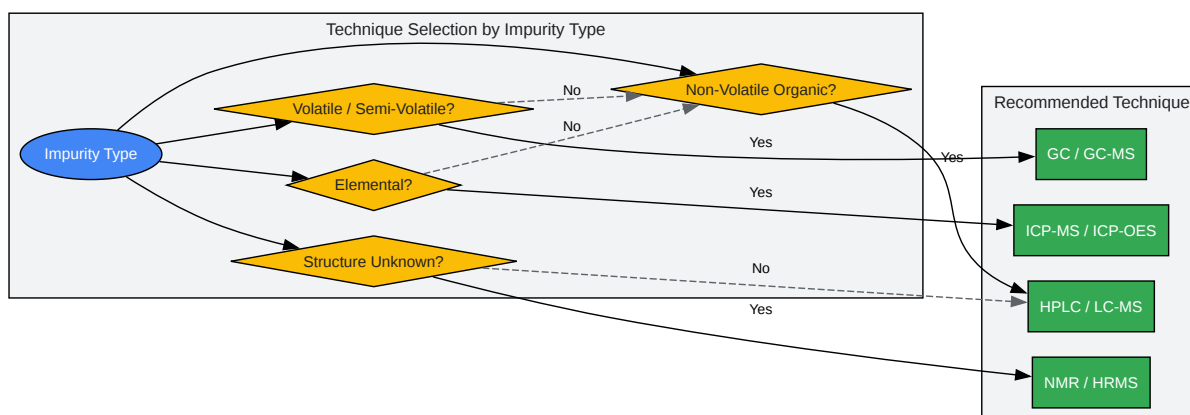 Technique Selection by Impurity Type
Impurity Type
Volatile / Semi-Volatile?
Elemental?
Structure Unknown?
Non-Volatile Organic?
No
No
Yes
Yes
No
Yes
Yes
Recommended Technique
GC / GC-MS
ICP-MS / ICP-OES
HPLC / LC-MS
NMR / HRMS